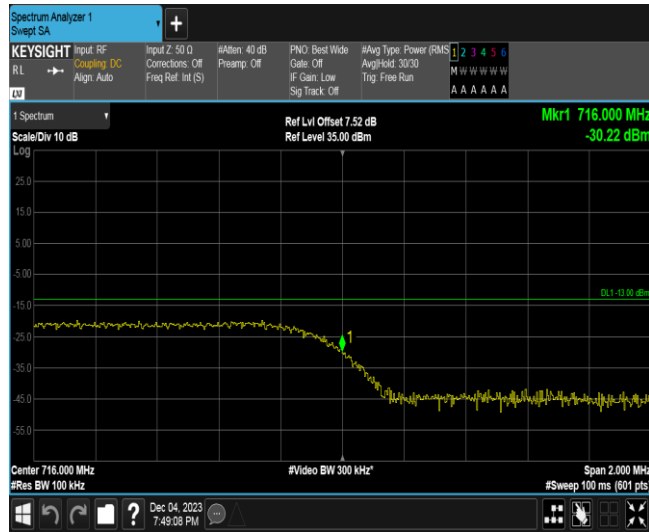 Spectrum Analyzer 1
Swept SA
+
KEYSIGHT
RL
LXI
Input: RF
Coupling: DC
Align: Auto
Input Z: 50 Ω
Corrections: Off
Freq Ref: Int (S)
#Atten: 40 dB
Preamp: Off
PNO: Best Wide
Gate: Off
IF Gain: Low
Sig Track: Off
#Avg Type: Power (RMS
Avg|Hold: 30/30
Trig: Free Run
1 2 3 4 5 6
M W W W W W
A A A A A A
1 Spectrum
Scale/Div 10 dB
Log
Ref Lvl Offset 7.52 dB
Ref Level 35.00 dBm
Mkr1 716.000 MHz
-30.22 dBm
25.0
15.0
5.00
-5.00
DL1 -13.00 dBm
-15.0
-25.0
1
-35.0
-45.0
-55.0
Center 716.000 MHz
#Res BW 100 kHz
#Video BW 300 kHz*
Span 2.000 MHz
#Sweep 100 ms (601 pts)
?
Dec 04, 2023
7:49:08 PM